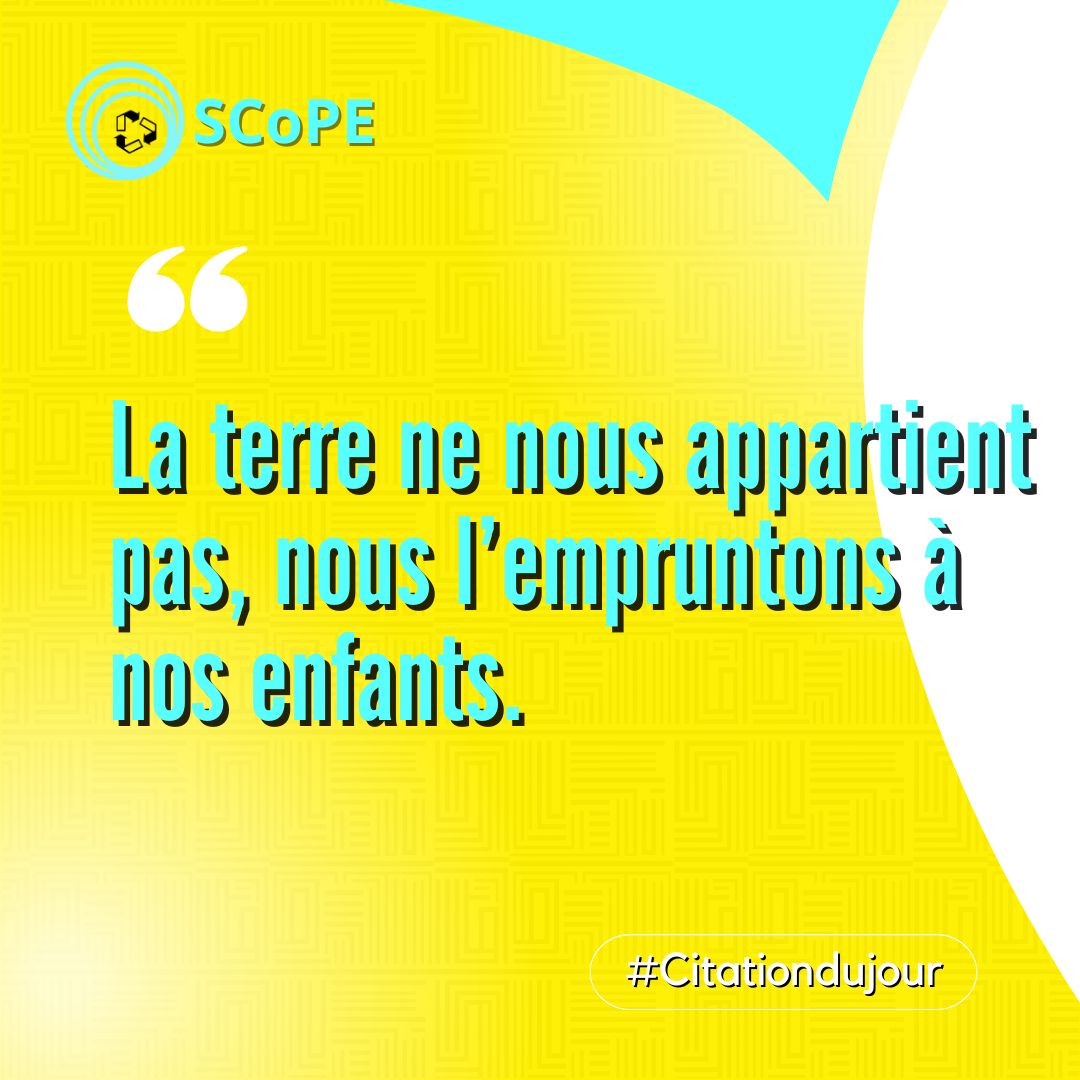 SCoPE
“
La terre ne nous appartient
pas, nous l’empruntons à
nos enfants.
#Citationdujour